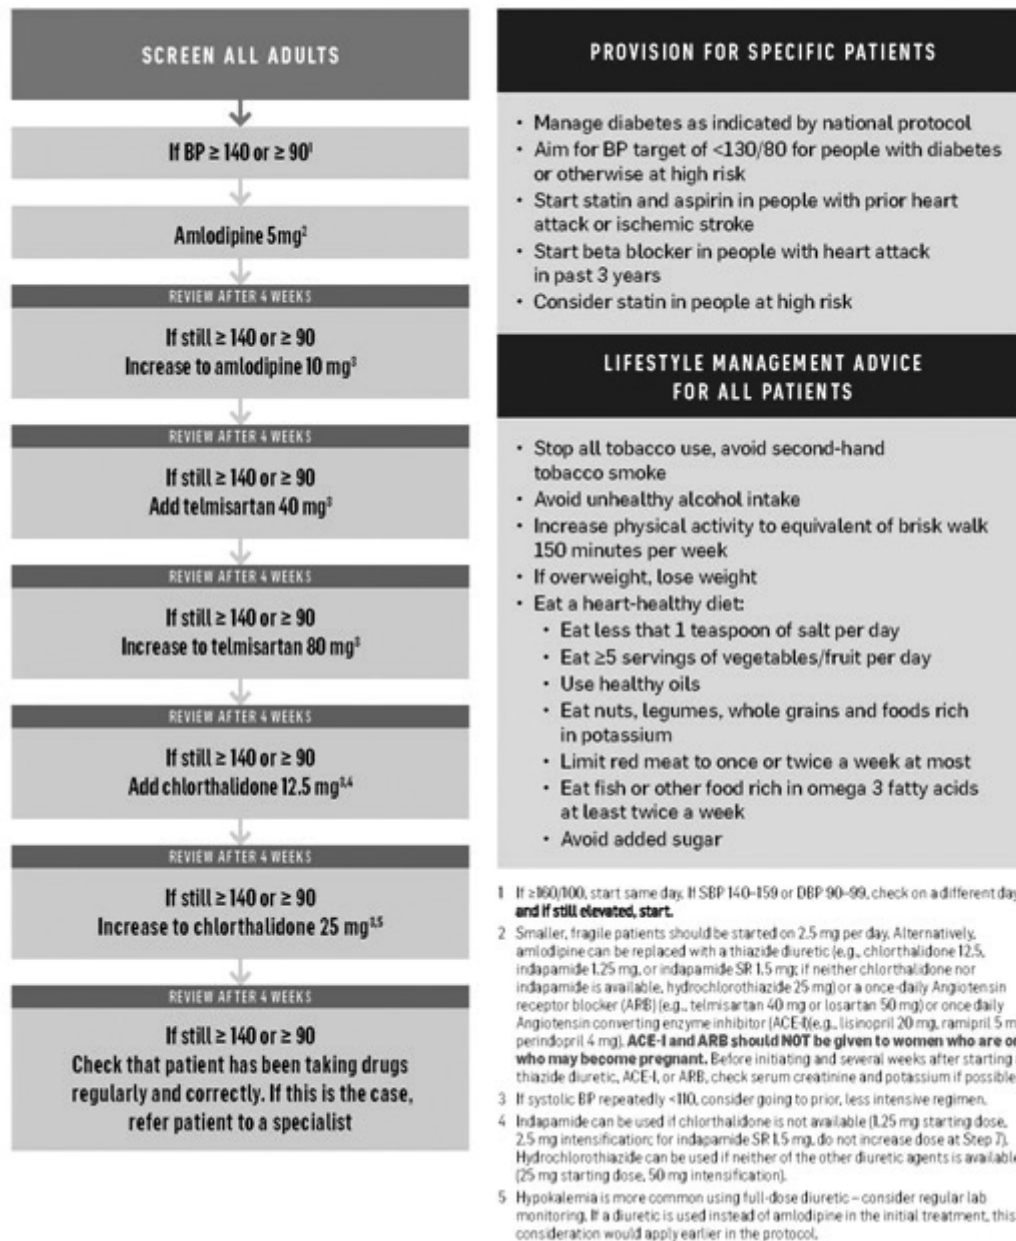 SCREEN ALL ADULTS
If BP ≥ 140 or ≥ 90¹
Amlodipine 5mg²
REVIEW AFTER 4 WEEKS
If still ≥ 140 or ≥ 90
Increase to amlodipine 10 mg³
REVIEW AFTER 4 WEEKS
If still ≥ 140 or ≥ 90
Add telmisartan 40 mg³
REVIEW AFTER 4 WEEKS
If still ≥ 140 or ≥ 90
Increase to telmisartan 80 mg³
REVIEW AFTER 4 WEEKS
If still ≥ 140 or ≥ 90
Add chlorthalidone 12.5 mg³,⁴
REVIEW AFTER 4 WEEKS
If still ≥ 140 or ≥ 90
Increase to chlorthalidone 25 mg³,⁵
REVIEW AFTER 4 WEEKS
If still ≥ 140 or ≥ 90
Check that patient has been taking drugs
regularly and correctly. If this is the case,
refer patient to a specialist
PROVISION FOR SPECIFIC PATIENTS
• Manage diabetes as indicated by national protocol
• Aim for BP target of <130/80 for people with diabetes
or otherwise at high risk
• Start statin and aspirin in people with prior heart
attack or ischemic stroke
• Start beta blocker in people with heart attack
in past 3 years
• Consider statin in people at high risk
LIFESTYLE MANAGEMENT ADVICE
FOR ALL PATIENTS
• Stop all tobacco use, avoid second-hand
tobacco smoke
• Avoid unhealthy alcohol intake
• Increase physical activity to equivalent of brisk walk
150 minutes per week
• If overweight, lose weight
• Eat a heart-healthy diet:
• Eat less that 1 teaspoon of salt per day
• Eat ≥5 servings of vegetables/fruit per day
• Use healthy oils
• Eat nuts, legumes, whole grains and foods rich
in potassium
• Limit red meat to once or twice a week at most
• Eat fish or other food rich in omega 3 fatty acids
at least twice a week
• Avoid added sugar
1 If ≥160/100, start same day. If SBP 140–159 or DBP 90–99, check on a different day
and if still elevated, start.
2 Smaller, fragile patients should be started on 2.5 mg per day. Alternatively,
amlodipine can be replaced with a thiazide diuretic (e.g., chlorthalidone 12.5,
indapamide 1.25 mg, or indapamide SR 1.5 mg; if neither chlorthalidone nor
indapamide is available, hydrochlorothiazide 25 mg) or a once-daily Angiotensin
receptor blocker (ARB) (e.g., telmisartan 40 mg or losartan 50 mg) or once daily
Angiotensin converting enzyme inhibitor (ACE-I)(e.g., lisinopril 20 mg, ramipril 5 m
perindopril 4 mg). ACE-I and ARB should NOT be given to women who are or
who may become pregnant. Before initiating and several weeks after starting
thiazide diuretic, ACE-I, or ARB, check serum creatinine and potassium if possible
3 If systolic BP repeatedly <110, consider going to prior, less intensive regimen.
4 Indapamide can be used if chlorthalidone is not available (1.25 mg starting dose,
2.5 mg intensification; for indapamide SR 1.5 mg, do not increase dose at Step 7).
Hydrochlorothiazide can be used if neither of the other diuretic agents is available
(25 mg starting dose, 50 mg intensification).
5 Hypokalemia is more common using full-dose diuretic – consider regular lab
monitoring. If a diuretic is used instead of amlodipine in the initial treatment, this
consideration would apply earlier in the protocol.